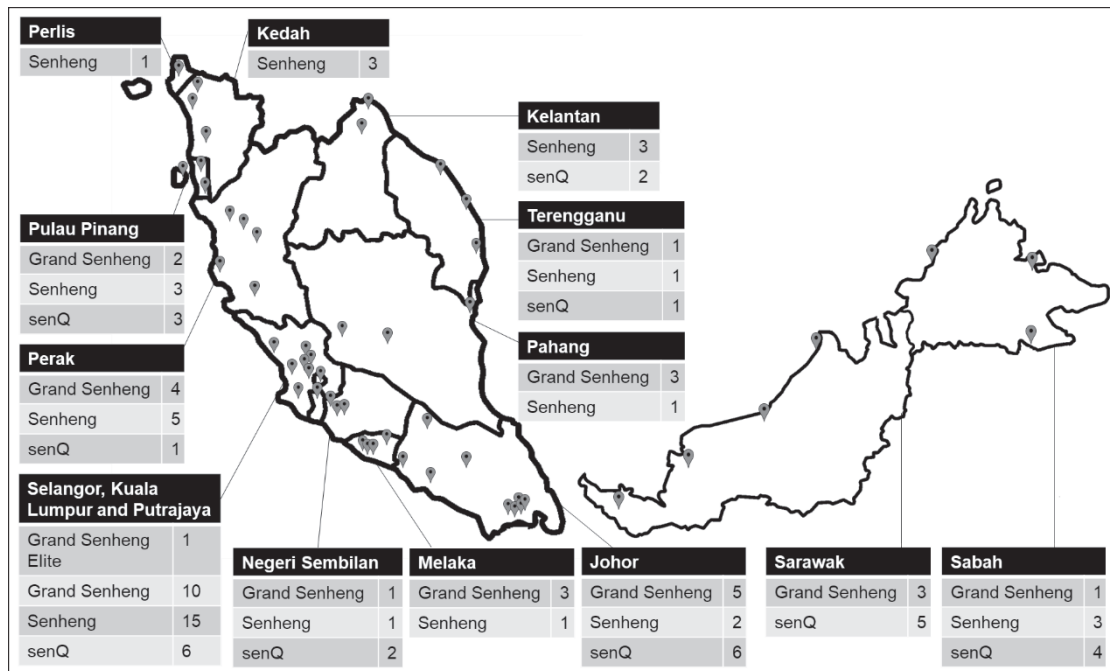 Perlis
Senheng 1
Kedah
Senheng 3
Kelantan
Senheng 3
senQ 2
Terengganu
Grand Senheng 1
Senheng 1
senQ 1
Pulau Pinang
Grand Senheng 2
Senheng 3
senQ 3
Pahang
Grand Senheng 3
Senheng 1
Perak
Grand Senheng 4
Senheng 5
senQ 1
Selangor, Kuala
Lumpur and Putrajaya
Grand Senheng 1
Elite
Grand Senheng 10
Senheng 15
senQ 6
Negeri Sembilan
Grand Senheng 1
Senheng 1
senQ 2
Melaka
Grand Senheng 3
Senheng 1
Johor
Grand Senheng 5
Senheng 2
senQ 6
Sarawak
Grand Senheng 3
senQ 5
Sabah
Grand Senheng 1
Senheng 3
senQ 4